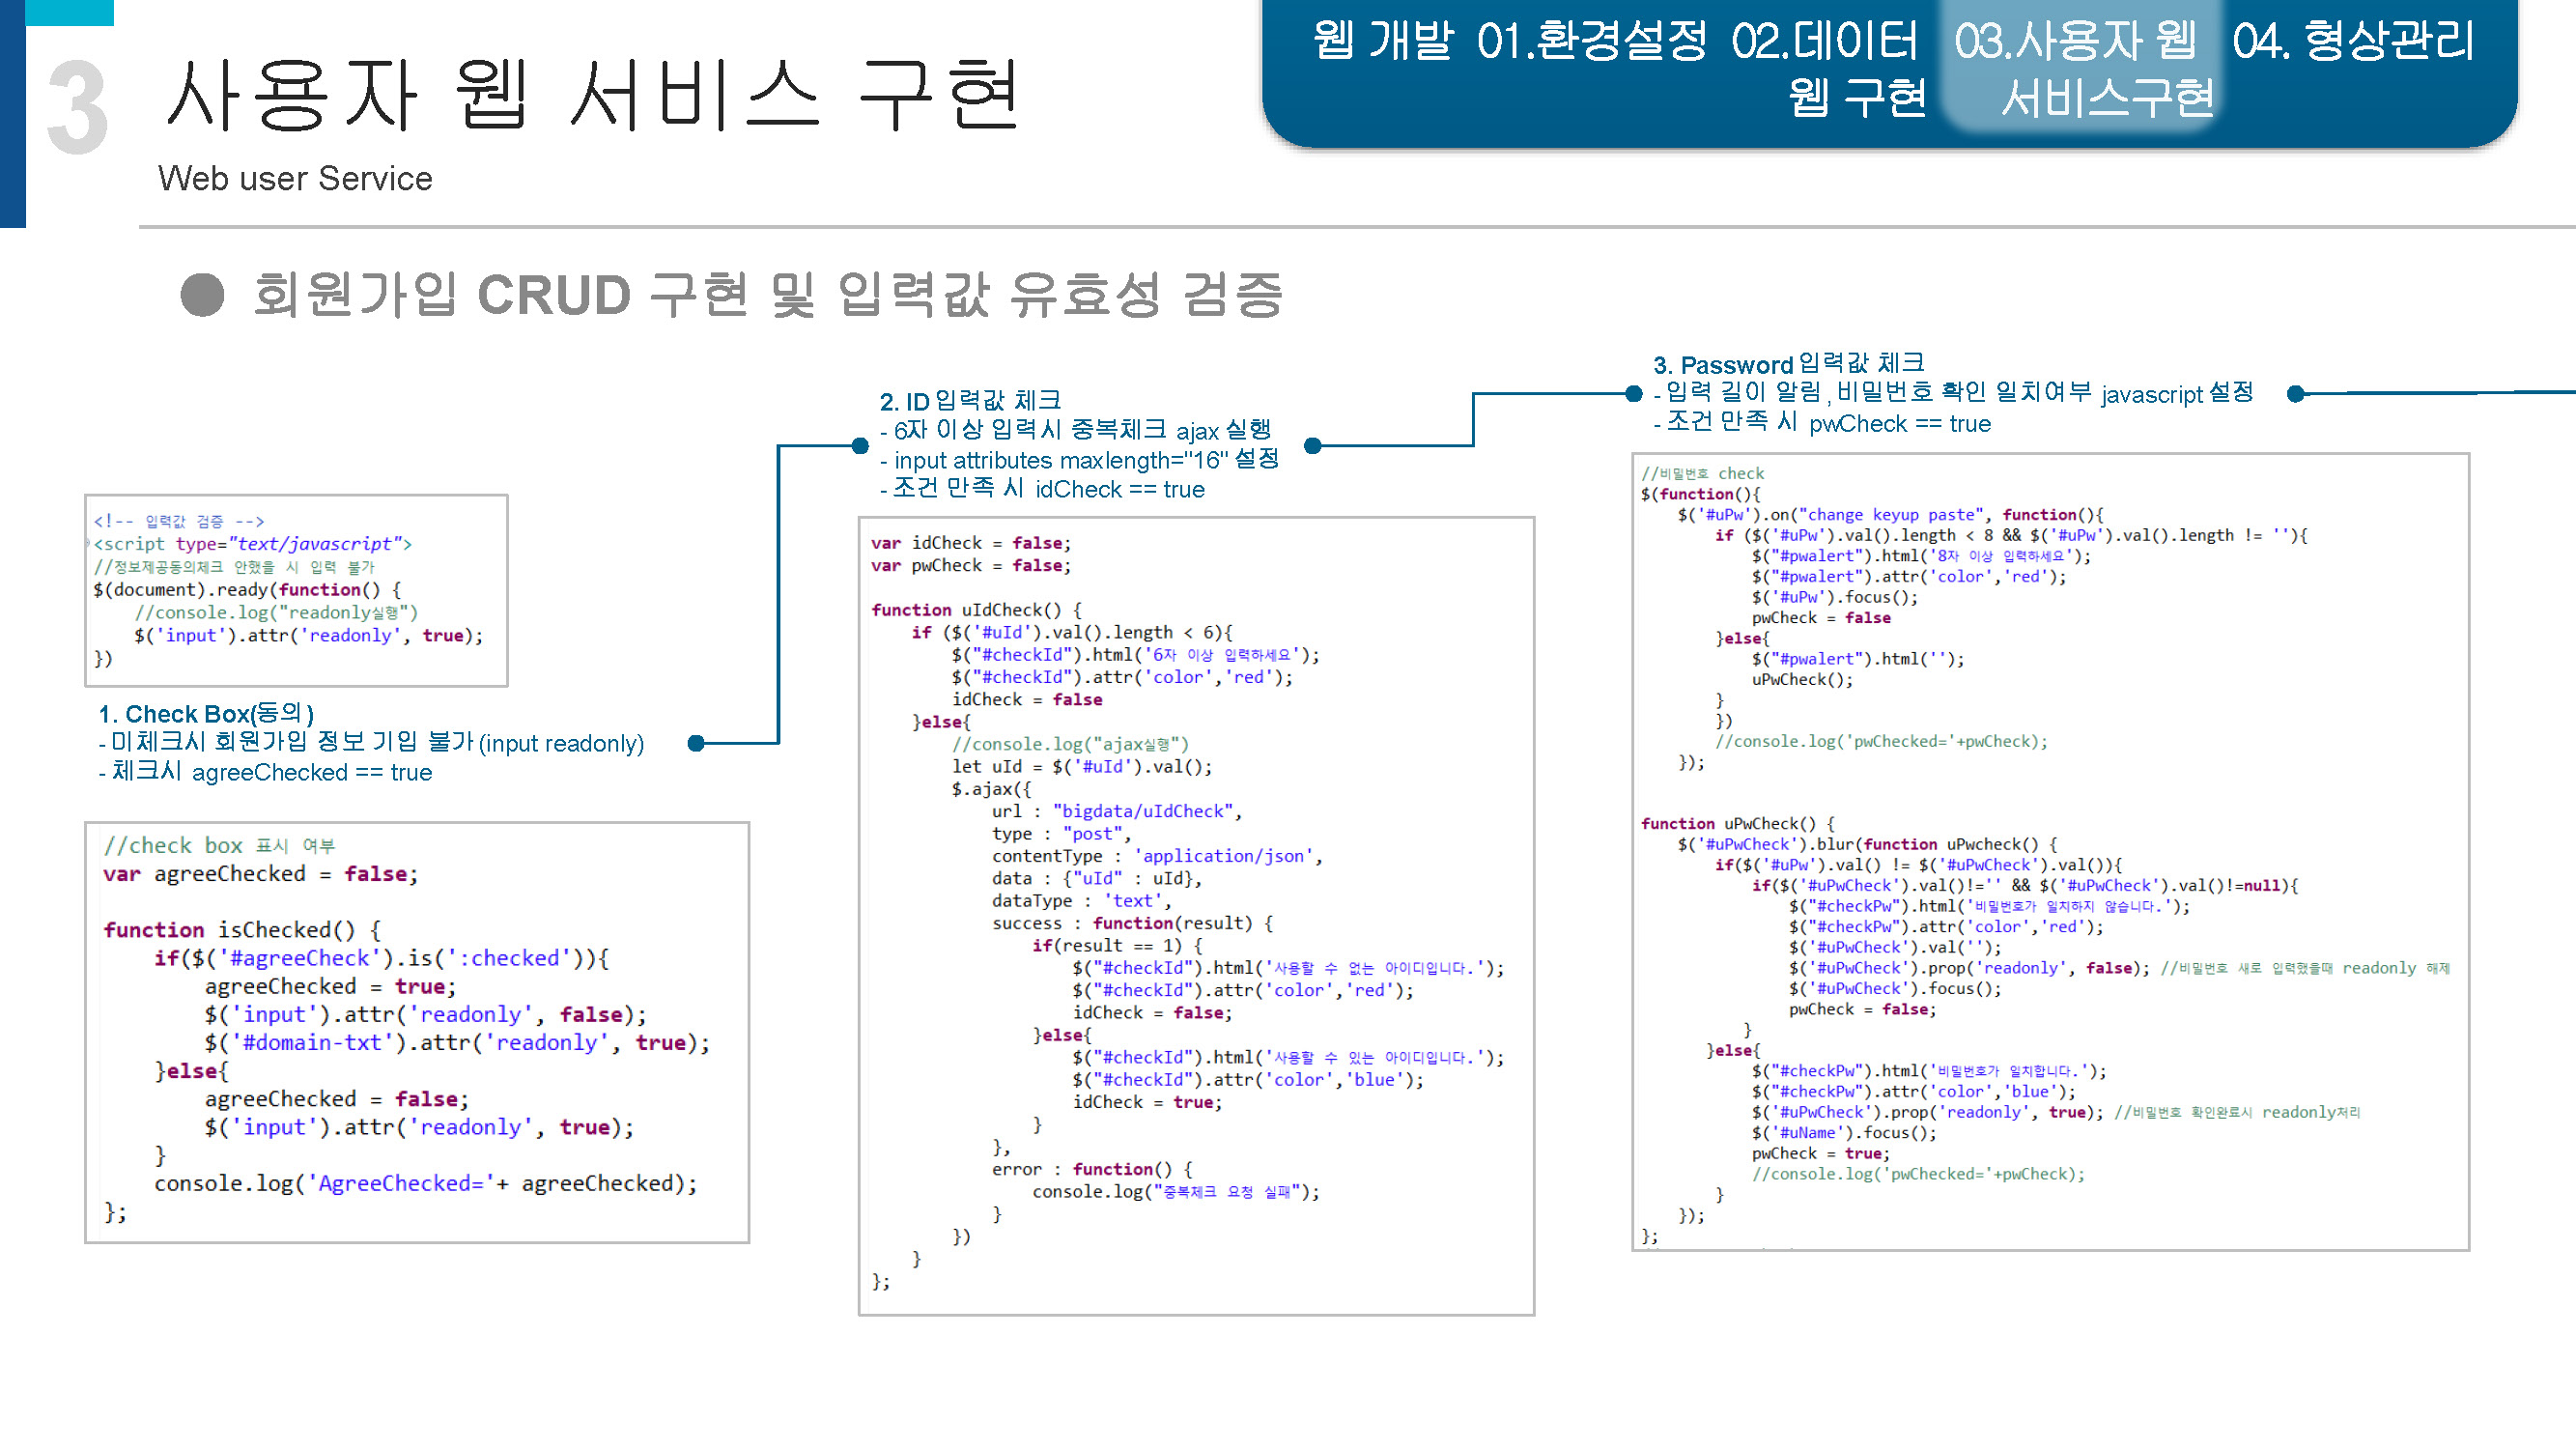 3
사용자 웹 서비스 구현
Web user Service
웹 개발 01.환경설정 02.데이터 03.사용자 웹 04. 형상관리
웹 구현 서비스구현
● 회원가입 CRUD 구현 및 입력값 유효성 검증
<!-- 입력값 검증 -->
<script type="text/javascript">
//정보제공동의체크 안했을 시 입력 불가
$(document).ready(function() {
//console.log("readonly실행")
$('input').attr('readonly', true);
})
1. Check Box(동의)
- 미체크시 회원가입 정보 기입 불가 (input readonly)
- 체크시 agreeChecked == true
//check box 표시 여부
var agreeChecked = false;
function isChecked() {
if($('#agreeCheck').is(':checked')){
agreeChecked = true;
$('input').attr('readonly', false);
$('#domain-txt').attr('readonly', true);
}else{
agreeChecked = false;
$('input').attr('readonly', true);
}
console.log('AgreeChecked='+ agreeChecked);
};
2. ID 입력값 체크
- 6자 이상 입력시 중복체크 ajax 실행
- input attributes maxlength="16" 설정
- 조건 만족 시 idCheck == true
var idCheck = false;
var pwCheck = false;
function uIdCheck() {
if ($('#uId').val().length < 6){
$("#checkId").html('6자 이상 입력하세요');
$("#checkId").attr('color','red');
idCheck = false
}else{
//console.log("ajax실행")
let uId = $('#uId').val();
$.ajax({
url : "bigdata/uIdCheck",
type : "post",
contentType : 'application/json',
data : {"uId" : uId},
dataType : 'text',
success : function(result) {
if(result == 1) {
$("#checkId").html('사용할 수 없는 아이디입니다.');
$("#checkId").attr('color','red');
idCheck = false;
}else{
$("#checkId").html('사용할 수 있는 아이디입니다.');
$("#checkId").attr('color','blue');
idCheck = true;
}
},
error : function() {
console.log("중복체크 요청 실패");
}
})
}
};
3. Password 입력값 체크
- 입력 길이 알림, 비밀번호 확인 일치여부 javascript 설정
- 조건 만족 시 pwCheck == true
//비밀번호 check
$(function(){
$('#uPw').on("change keyup paste", function(){
if ($('#uPw').val().length < 8 && $('#uPw').val().length != ''){
$("#pwalert").html('8자 이상 입력하세요');
$("#pwalert").attr('color','red');
$('#uPw').focus();
pwCheck = false
}else{
$("#pwalert").html('');
uPwCheck();
}
})
//console.log('pwChecked='+pwCheck);
});
function uPwCheck() {
$('#uPwCheck').blur(function uPwcheck() {
if($('#uPw').val() != $('#uPwCheck').val()){
if($('#uPwCheck').val()!='' && $('#uPwCheck').val()!=null){
$("#checkPw").html('비밀번호가 일치하지 않습니다.');
$("#checkPw").attr('color','red');
$('#uPwCheck').val('');
$('#uPwCheck').prop('readonly', false); //비밀번호 새로 입력했을때 readonly 해제
$('#uPwCheck').focus();
pwCheck = false;
}
}else{
$("#checkPw").html('비밀번호가 일치합니다.');
$("#checkPw").attr('color','blue');
$('#uPwCheck').prop('readonly', true); //비밀번호 확인완료시 readonly처리
$('#uName').focus();
pwCheck = true;
//console.log('pwChecked='+pwCheck);
}
});
};